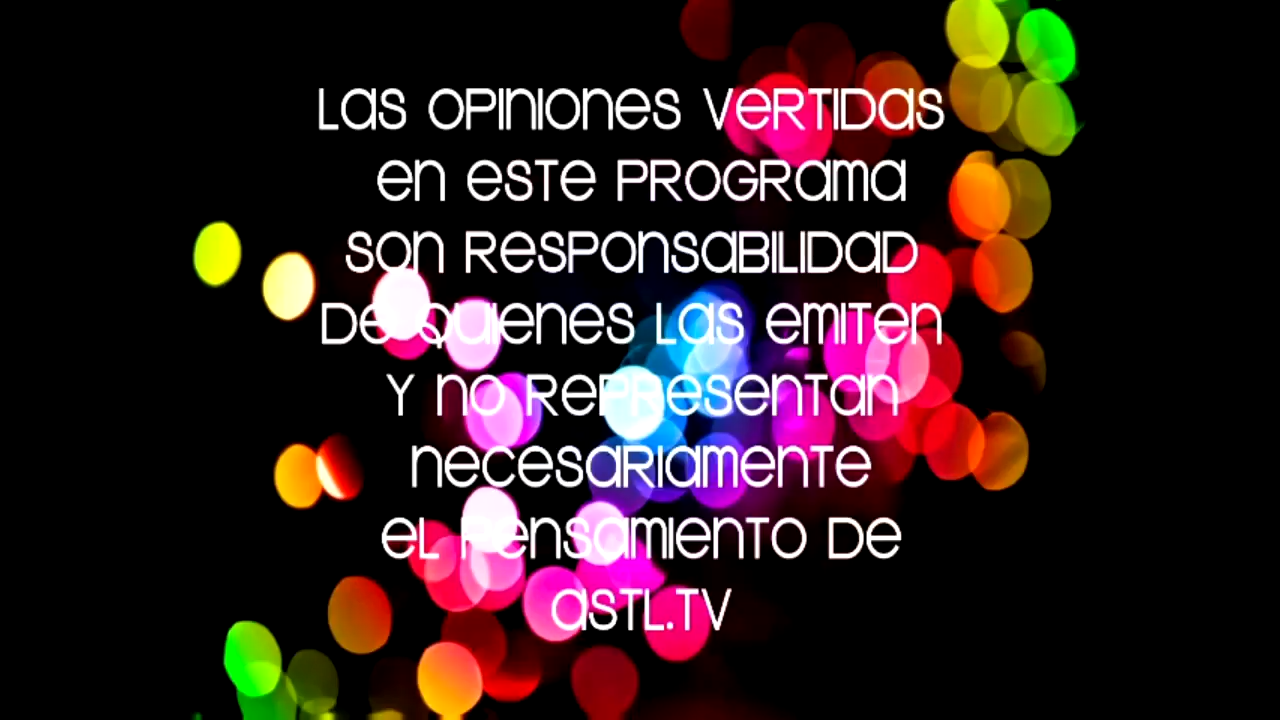 Las opiniones vertidas
en este programa
son responsabilidad
de quienes las emiten
y no representan
necesariamente
el pensamiento de
astl.tv